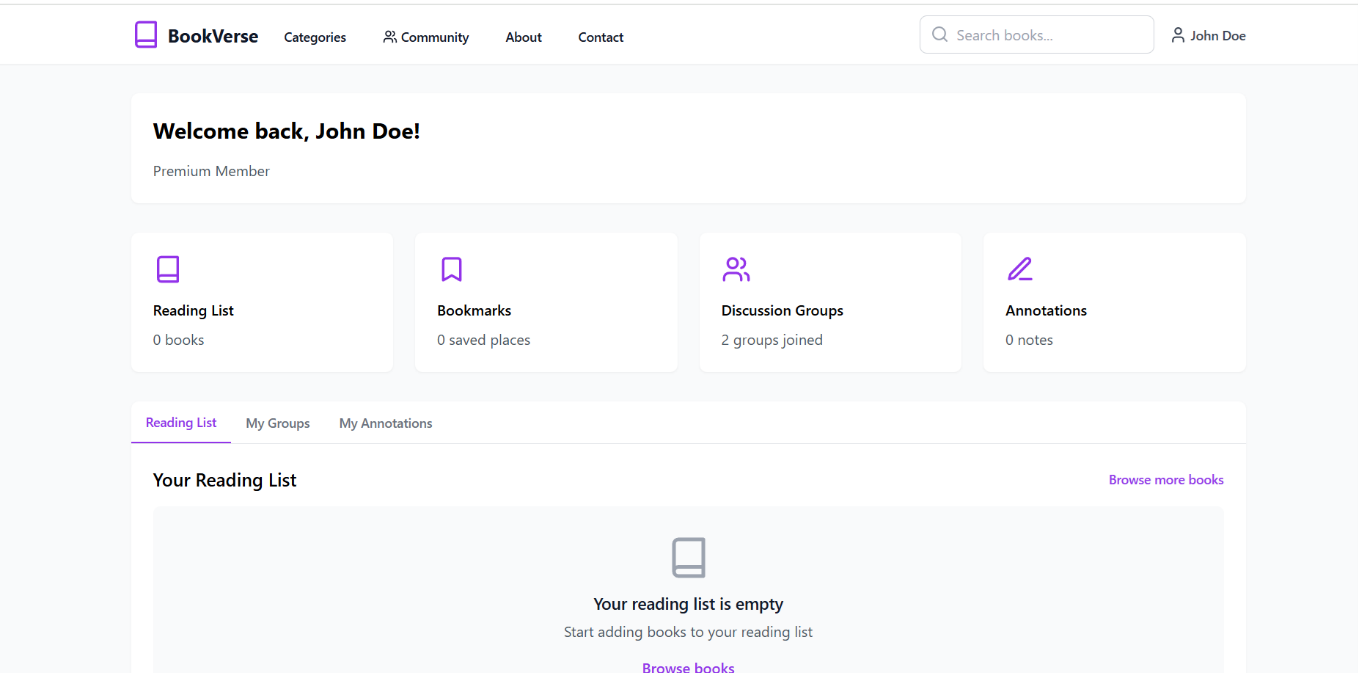 BookVerse Categories Community About Contact Search books... John Doe
Welcome back, John Doe!
Premium Member
Reading List Bookmarks Discussion Groups Annotations
0 books 0 saved places 2 groups joined 0 notes
Reading List My Groups My Annotations
Your Reading List Browse more books
Your reading list is empty
Start adding books to your reading list
Browse books